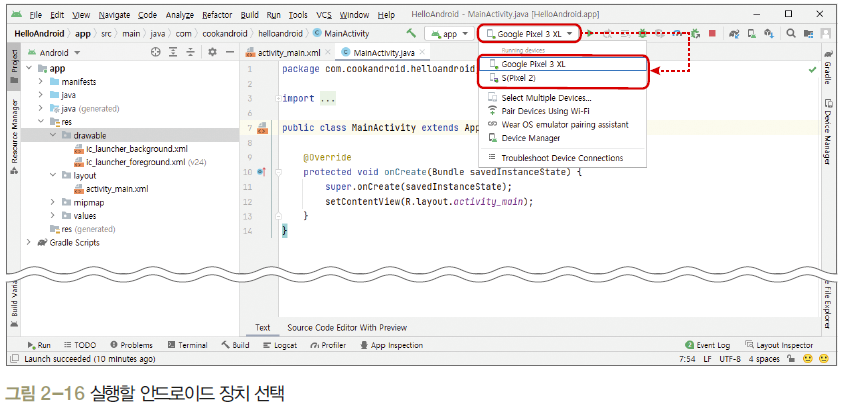 File Edit View Navigate Code Analyze Refactor Build Run Tools VCS Window Help HelloAndroid - MainActivity.java [HelloAndroid.app]
HelloAndroid app src main java com cookandroid helloandroid MainActivity app Google Pixel 3 XL
Project
Resource Manager
Build Varia
Android
app
manifests
java
java (generated)
res
drawable
ic_launcher_background.xml
ic_launcher_foreground.xml (v24)
layout
activity_main.xml
mipmap
values
res (generated)
Gradle Scripts
activity_main.xml MainActivity.java
1 package com.cookandroid.helloandroid
2
3 import ...
6
7 public class MainActivity extends App
8
9 @Override
10 protected void onCreate(Bundle savedInstanceState) {
11 super.onCreate(savedInstanceState);
12 setContentView(R.layout.activity_main);
13 }
14 }
Running devices
Google Pixel 3 XL
S(Pixel 2)
Select Multiple Devices...
Pair Devices Using Wi-Fi
Wear OS emulator pairing assistant
Device Manager
Troubleshoot Device Connections
Gradle
Device Manager
File Explorer
Text Source Code Editor With Preview
Run TODO Problems Terminal Build Logcat Profiler App Inspection Event Log Layout Inspector
Launch succeeded (10 minutes ago) 7:54 LF UTF-8 4 spaces
그림 2-16 실행할 안드로이드 장치 선택